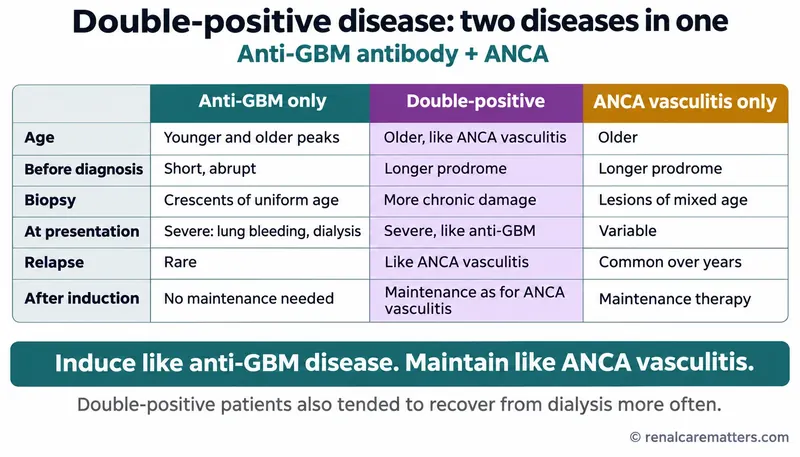 Double-positive disease: two diseases in one
Anti-GBM antibody + ANCA
Anti-GBM only Double-positive ANCA vasculitis only
Age Younger and older peaks Older, like ANCA vasculitis Older
Before diagnosis Short, abrupt Longer prodrome Longer prodrome
Biopsy Crescents of uniform age More chronic damage Lesions of mixed age
At presentation Severe: lung bleeding, dialysis Severe, like anti-GBM Variable
Relapse Rare Like ANCA vasculitis Common over years
After induction No maintenance needed Maintenance as for ANCA vasculitis Maintenance therapy
Induce like anti-GBM disease. Maintain like ANCA vasculitis.
Double-positive patients also tended to recover from dialysis more often.
© renalcarematters.com